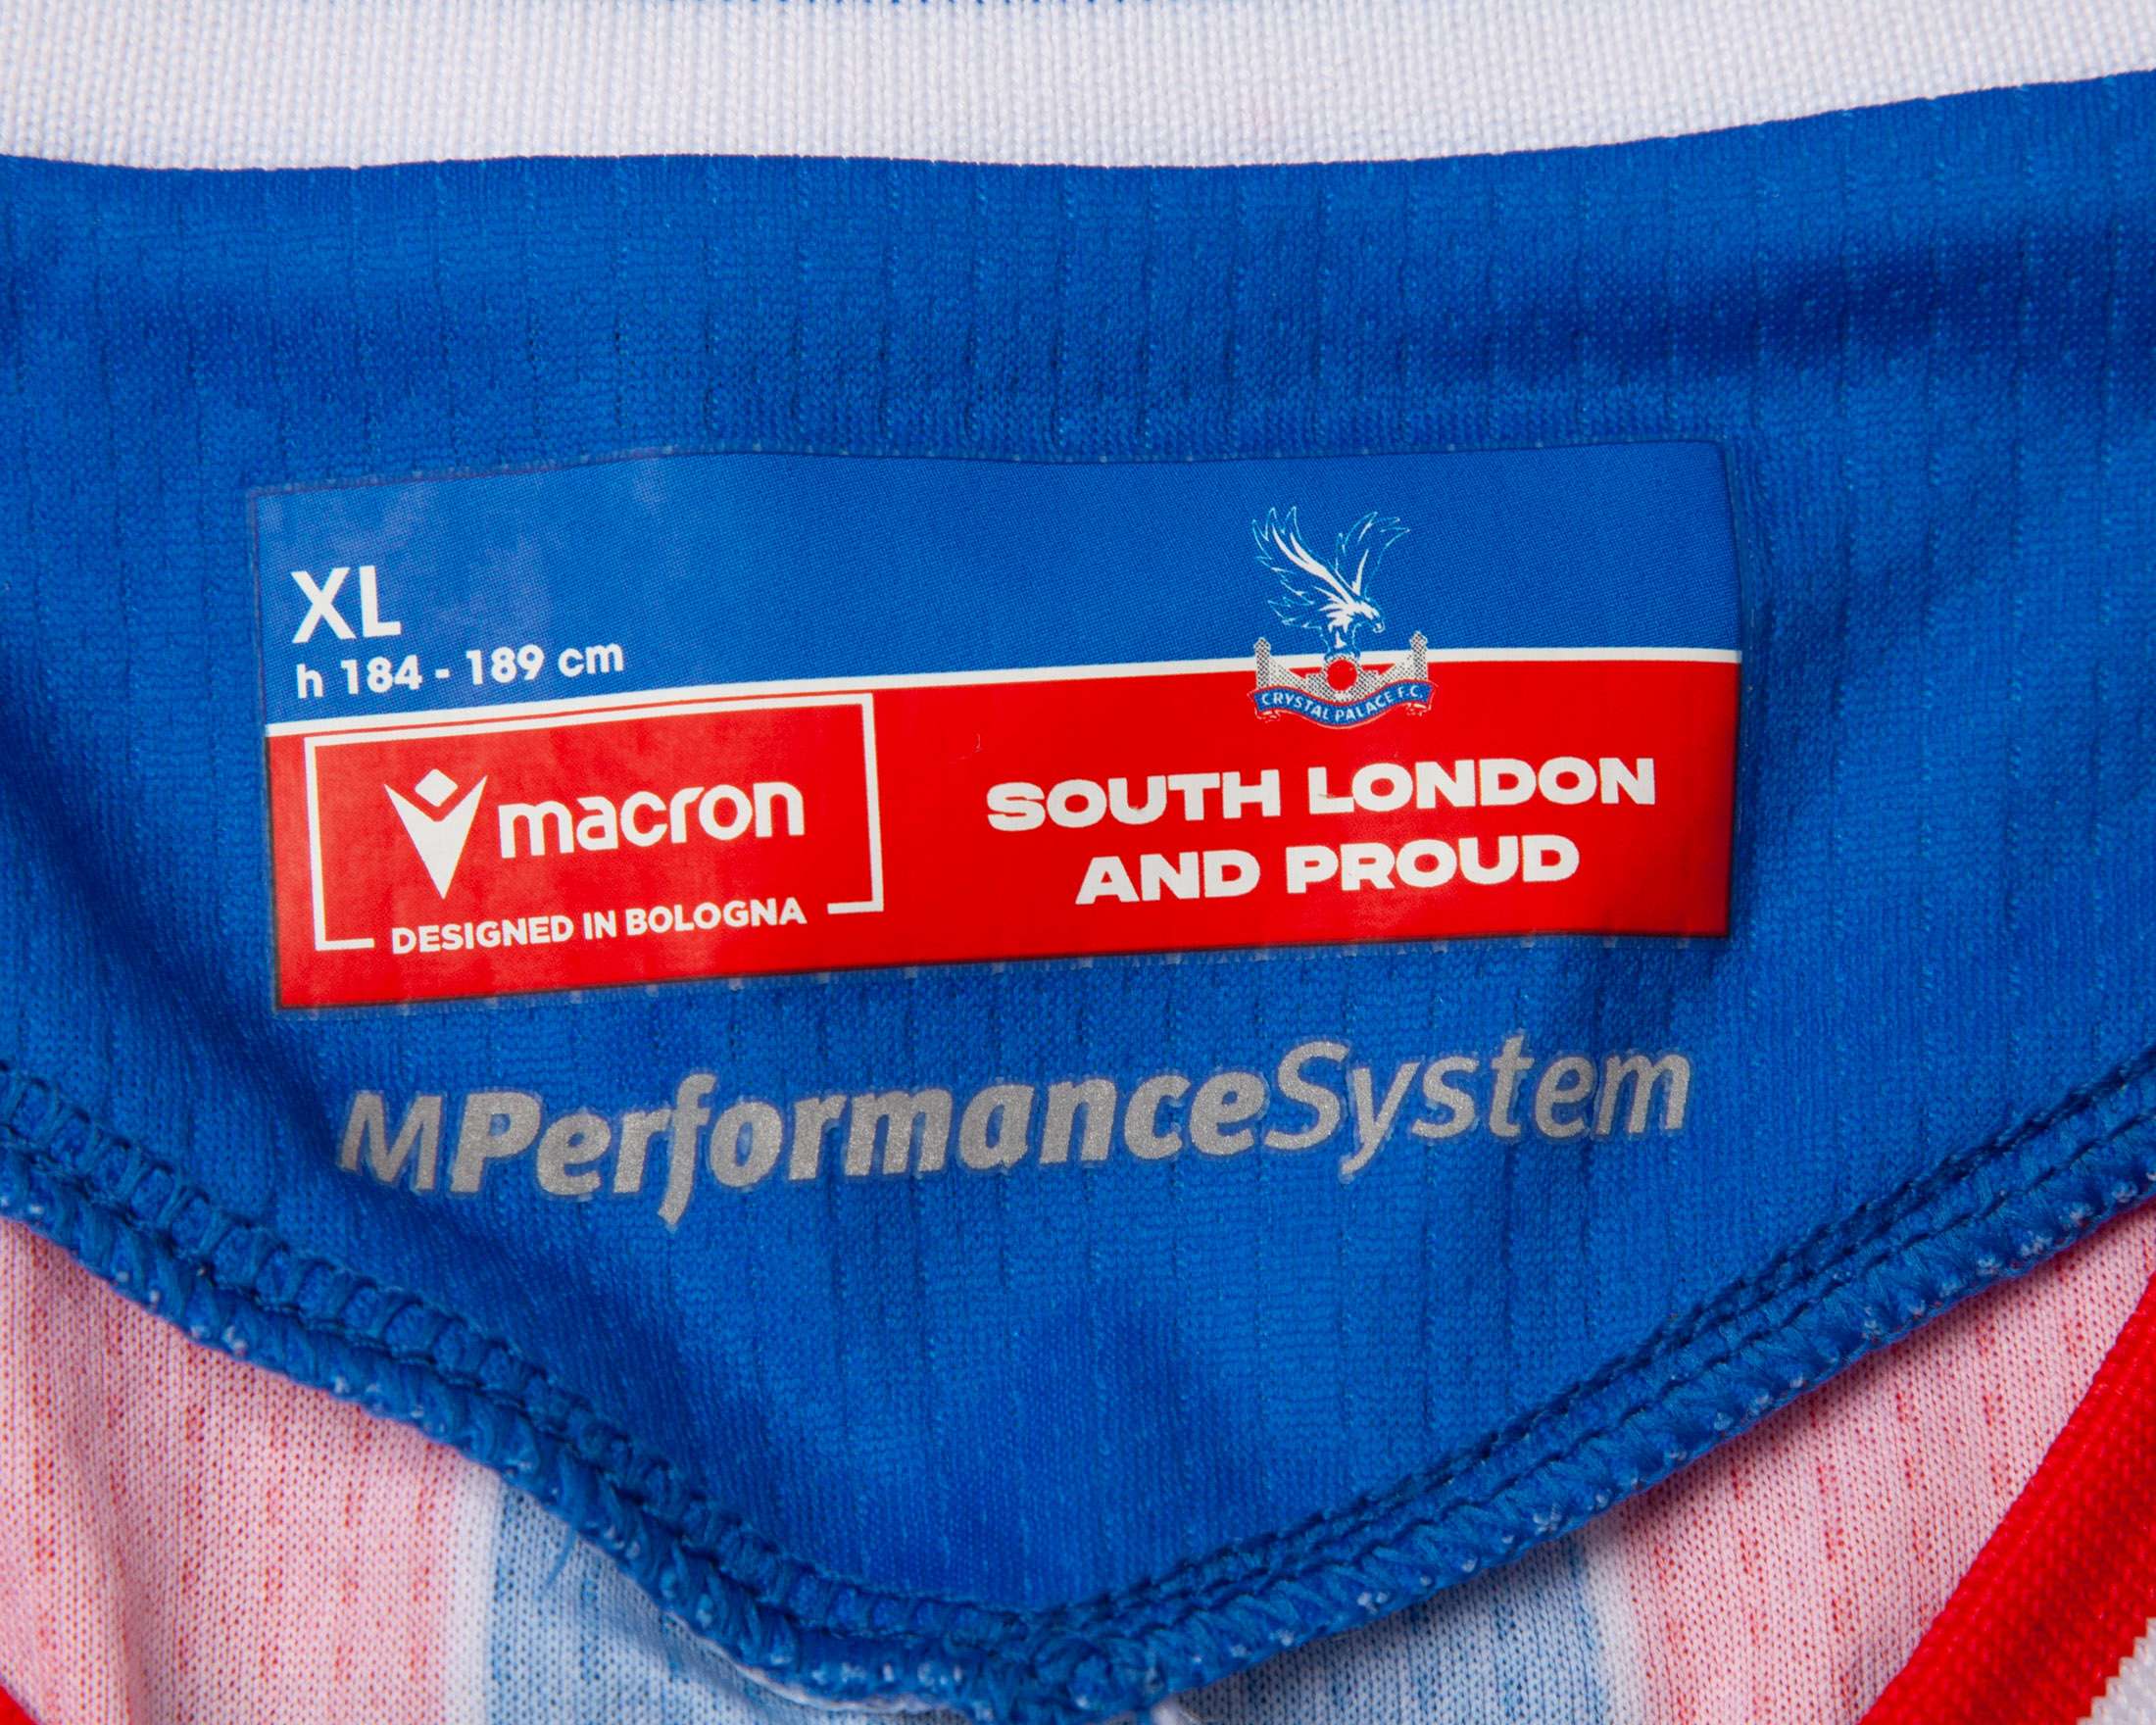 XL
h 184 - 189 cm
CRYSTAL PALACE F.C.
macron
DESIGNED IN BOLOGNA
SOUTH LONDON
AND PROUD
MPerformanceSystem